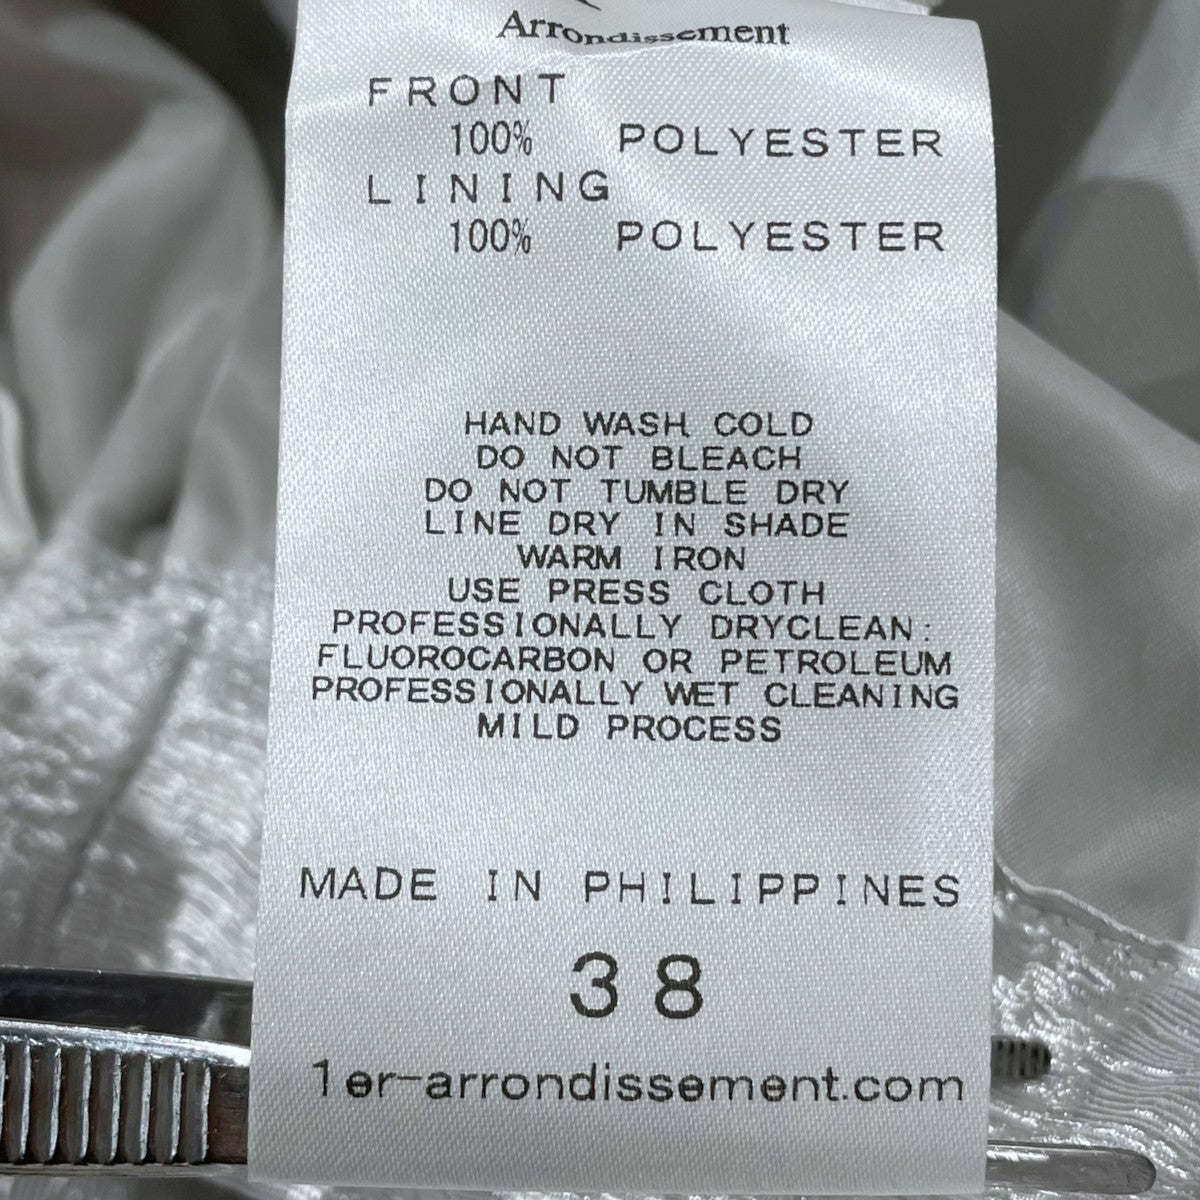 Arrondissement
FRONT
100% POLYESTER
LINING
100% POLYESTER
HAND WASH COLD
DO NOT BLEACH
DO NOT TUMBLE DRY
LINE DRY IN SHADE
WARM IRON
USE PRESS CLOTH
PROFESSIONALLY DRYCLEAN:
FLUOROCARBON OR PETROLEUM
PROFESSIONALLY WET CLEANING
MILD PROCESS
MADE IN PHILIPPINES
38
1er-arrondissement.com